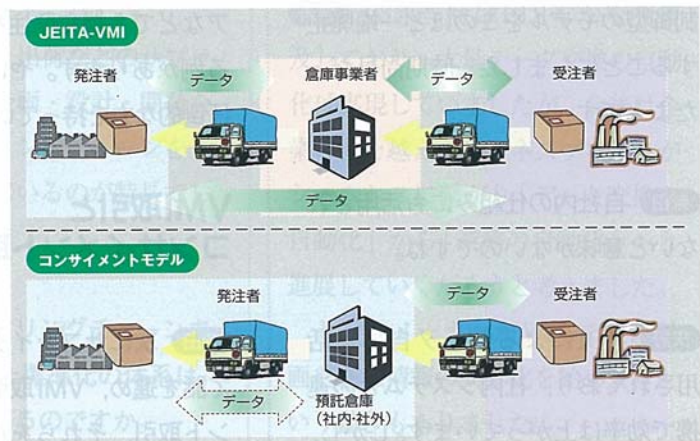 JEITA-VMI
発注者
データ
倉庫事業者
データ
受注者
データ
コンサイメントモデル
発注者
データ
受注者
データ
預託倉庫
(社内・社外)